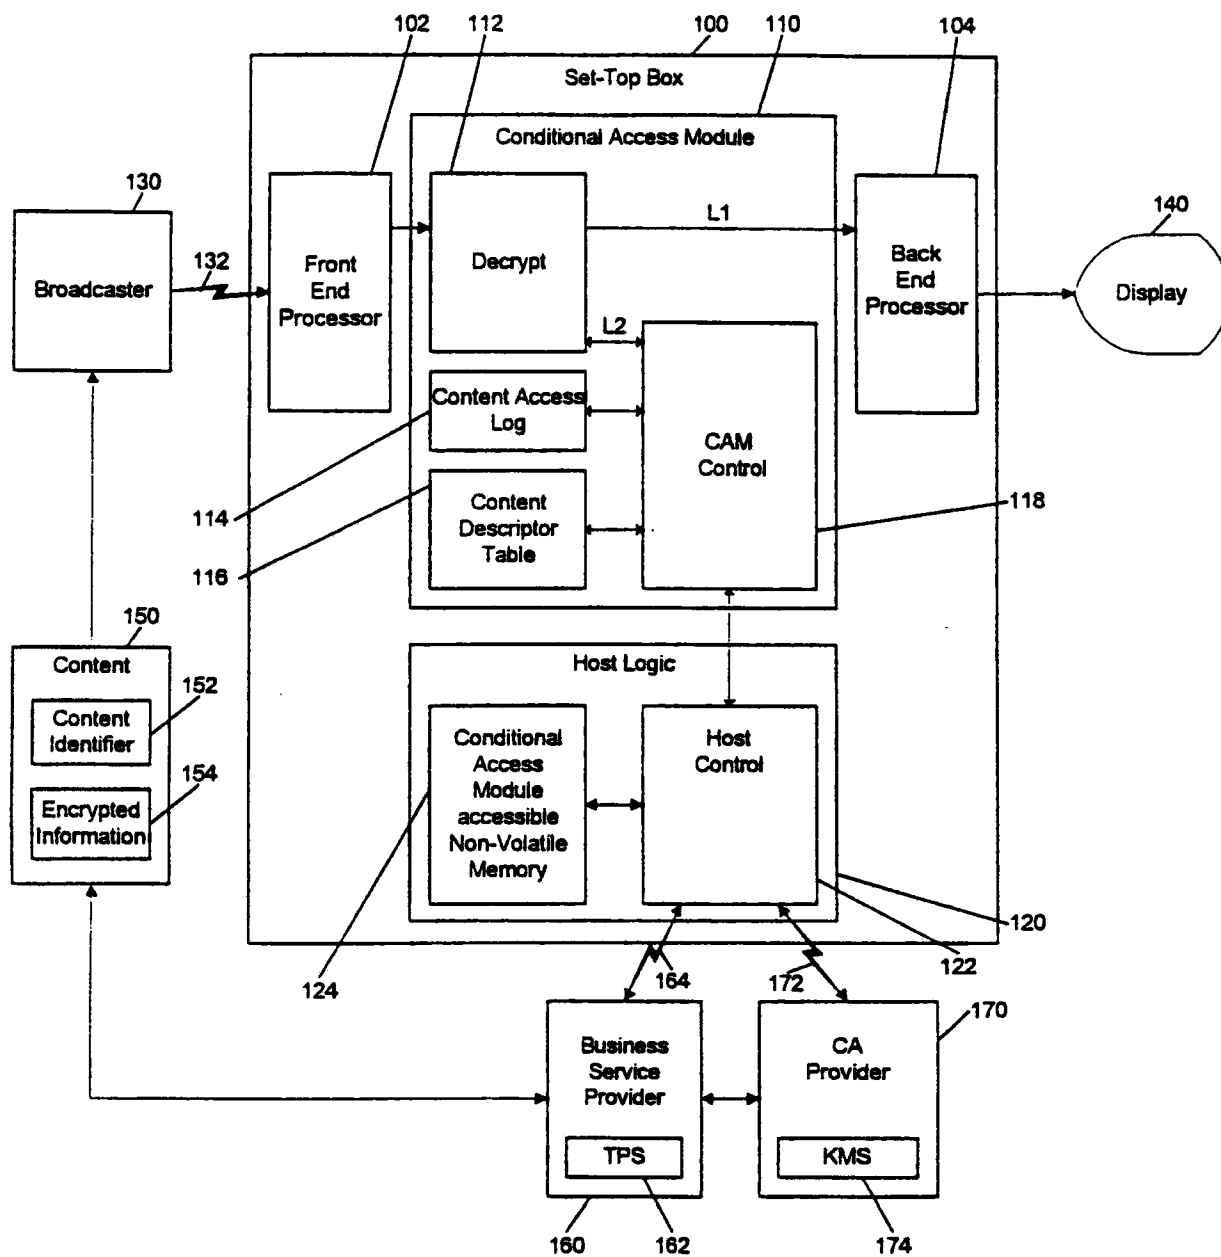 102
112
100
110
104
Set-Top Box
Conditional Access Module
130
Broadcaster
132
Front
End
Processor
Decrypt
L1
L2
Back
End
Processor
140
Display
Content Access
Log
CAM
Control
114
Content
Descriptor
Table
116
118
150
Content
152
Content
Identifier
154
Encrypted
Information
Host Logic
Conditional
Access
Module
accessible
Non-Volatile
Memory
Host
Control
120
122
124
164
172
170
Business
Service
Provider
CA
Provider
TPS
KMS
160
162
174